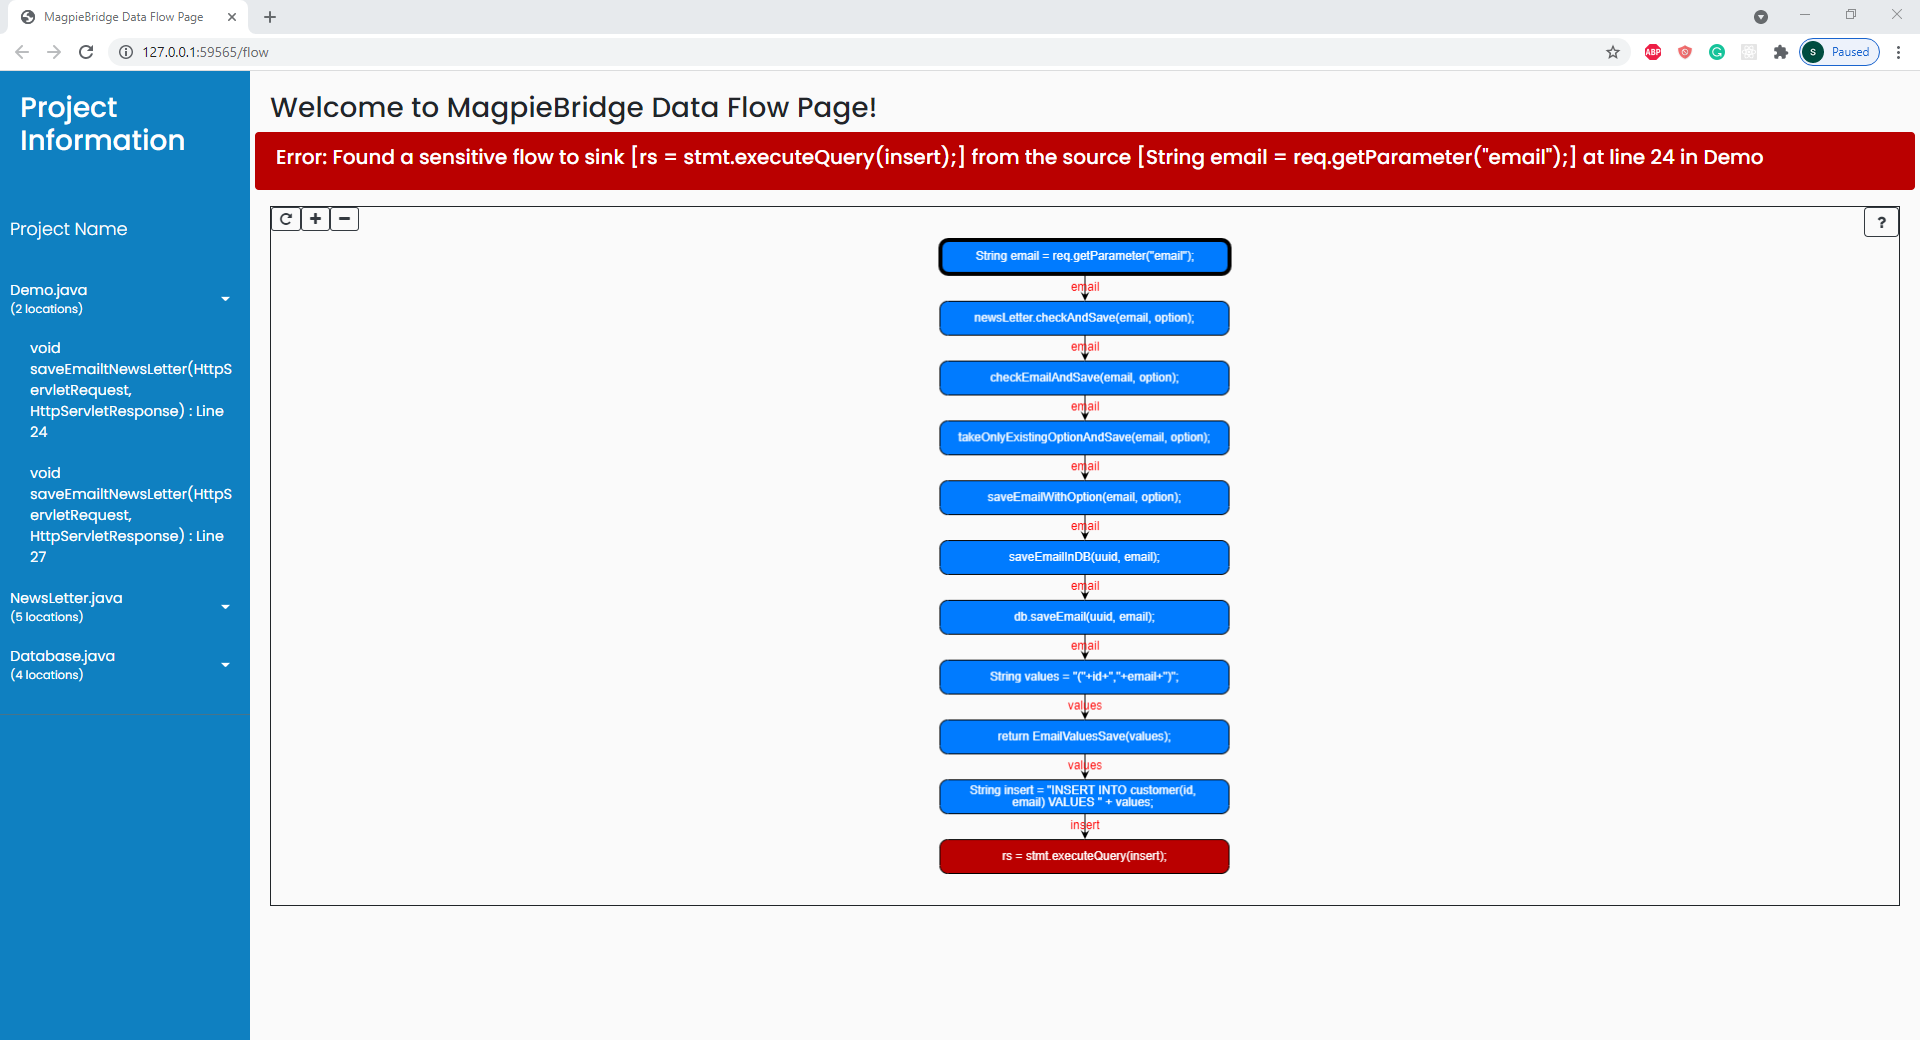 MagpieBridge Data Flow Page
127.0.0.1:59565/flow
ABP
S
Paused
Project
Information
Project Name
Demo.java
(2 locations)
void
saveEmailtNewsLetter(HttpS
ervletRequest,
HttpServletResponse) : Line
24
void
saveEmailtNewsLetter(HttpS
ervletRequest,
HttpServletResponse) : Line
27
NewsLetter.java
(5 locations)
Database.java
(4 locations)
Welcome to MagpieBridge Data Flow Page!
Error: Found a sensitive flow to sink [rs = stmt.executeQuery(insert);] from the source [String email = req.getParameter("email");] at line 24 in Demo
+
−
?
String email = req.getParameter("email");
email
newsLetter.checkAndSave(email, option);
email
checkEmailAndSave(email, option);
email
takeOnlyExistingOptionAndSave(email, option);
email
saveEmailWithOption(email, option);
email
saveEmailInDB(uuid, email);
email
db.saveEmail(uuid, email);
email
String values = "("+id+","+email+")";
values
return EmailValuesSave(values);
values
String insert = "INSERT INTO customer(id,
email) VALUES " + values;
insert
rs = stmt.executeQuery(insert);